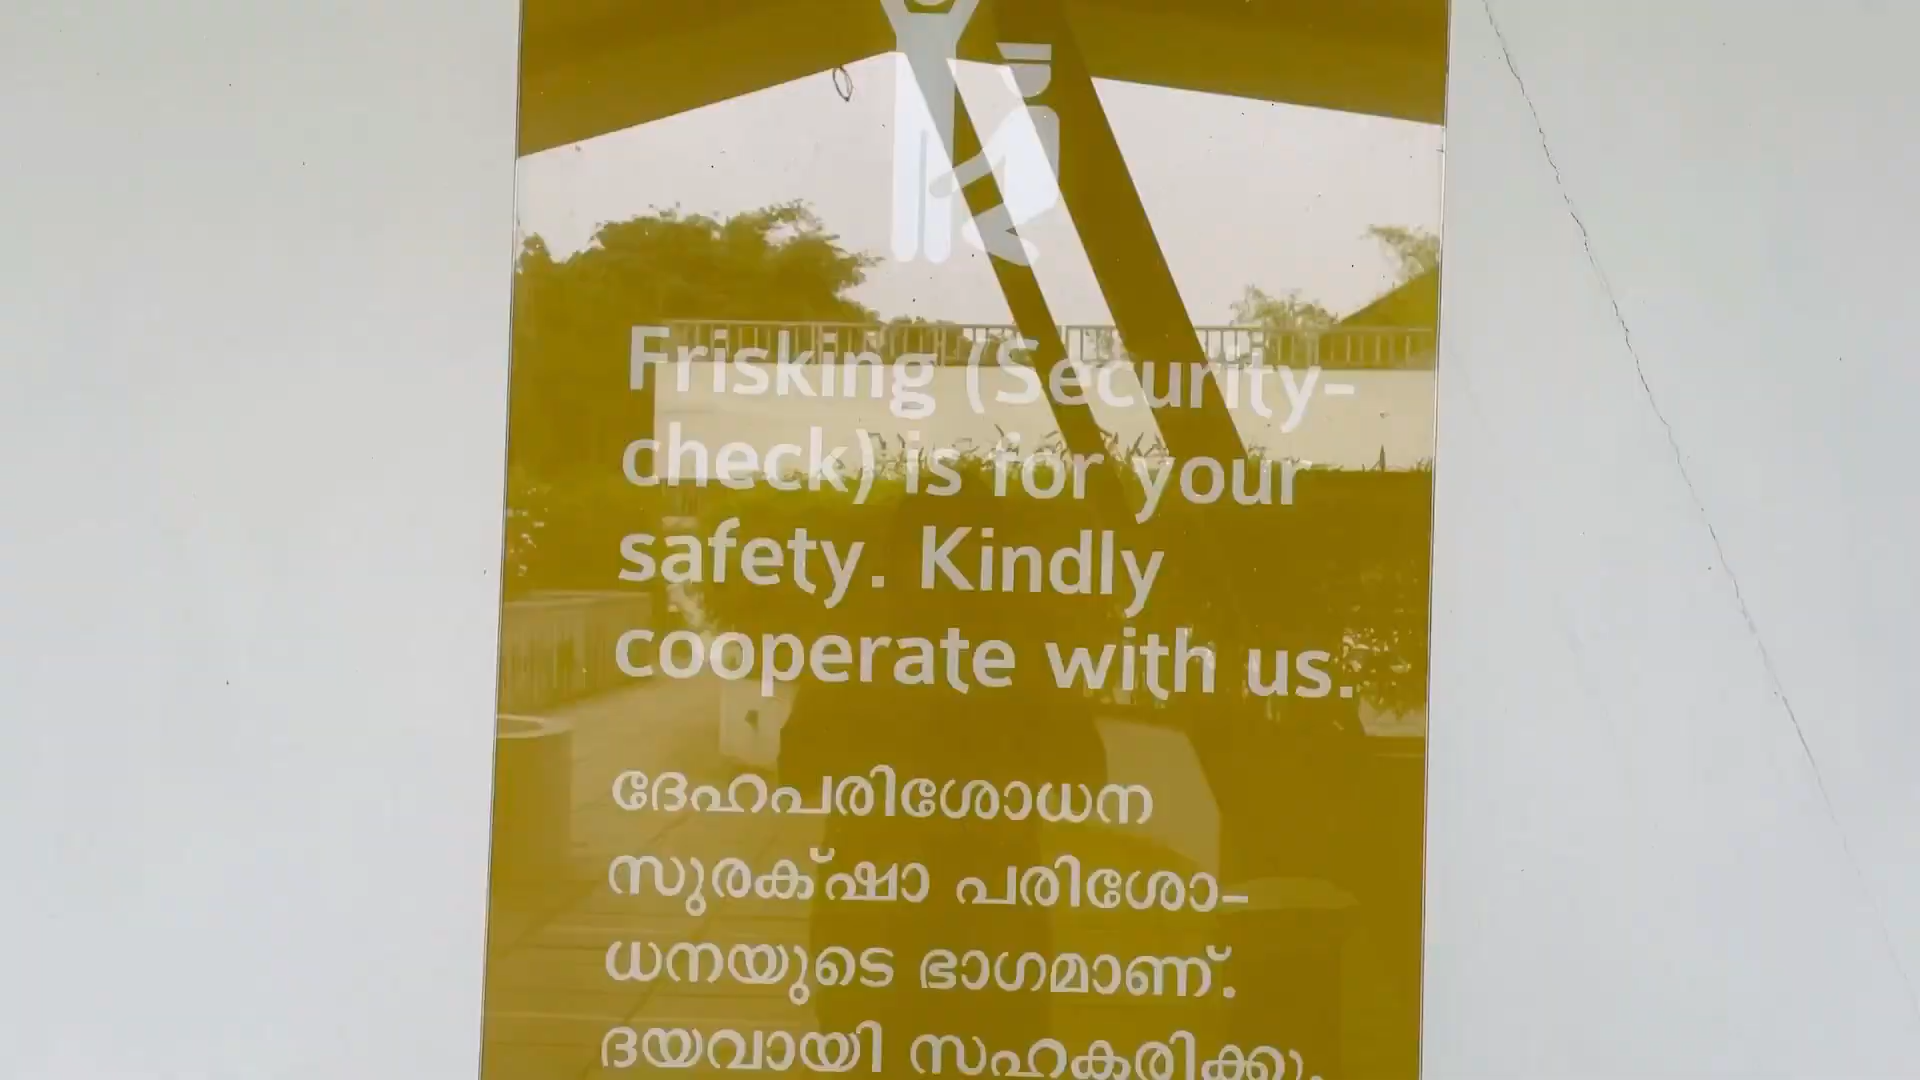 Frisking (Security-
check) is for your
safety. Kindly
cooperate with us.
ദേഹപരിശോധന
സുരക്‌ഷാ പരിശോ-
ധനയുടെ ഭാഗമാണ്.
ദയവായി സഹകരിക്കു.